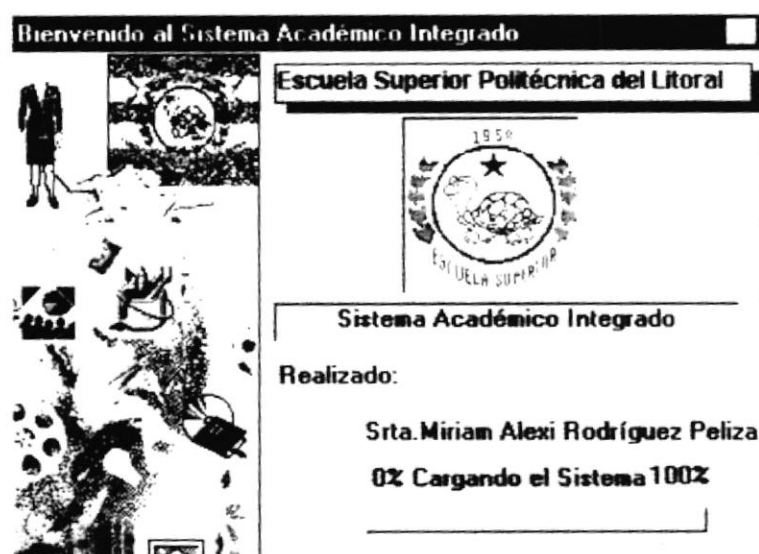 Bienvenido al Sistema Académico Integrado
Escuela Superior Politécnica del Litoral
1958
ESCUELA SUPERIOR
Sistema Académico Integrado
Realizado:
Srta.Miriam Alexi Rodríguez Peliza
0% Cargando el Sistema 100%